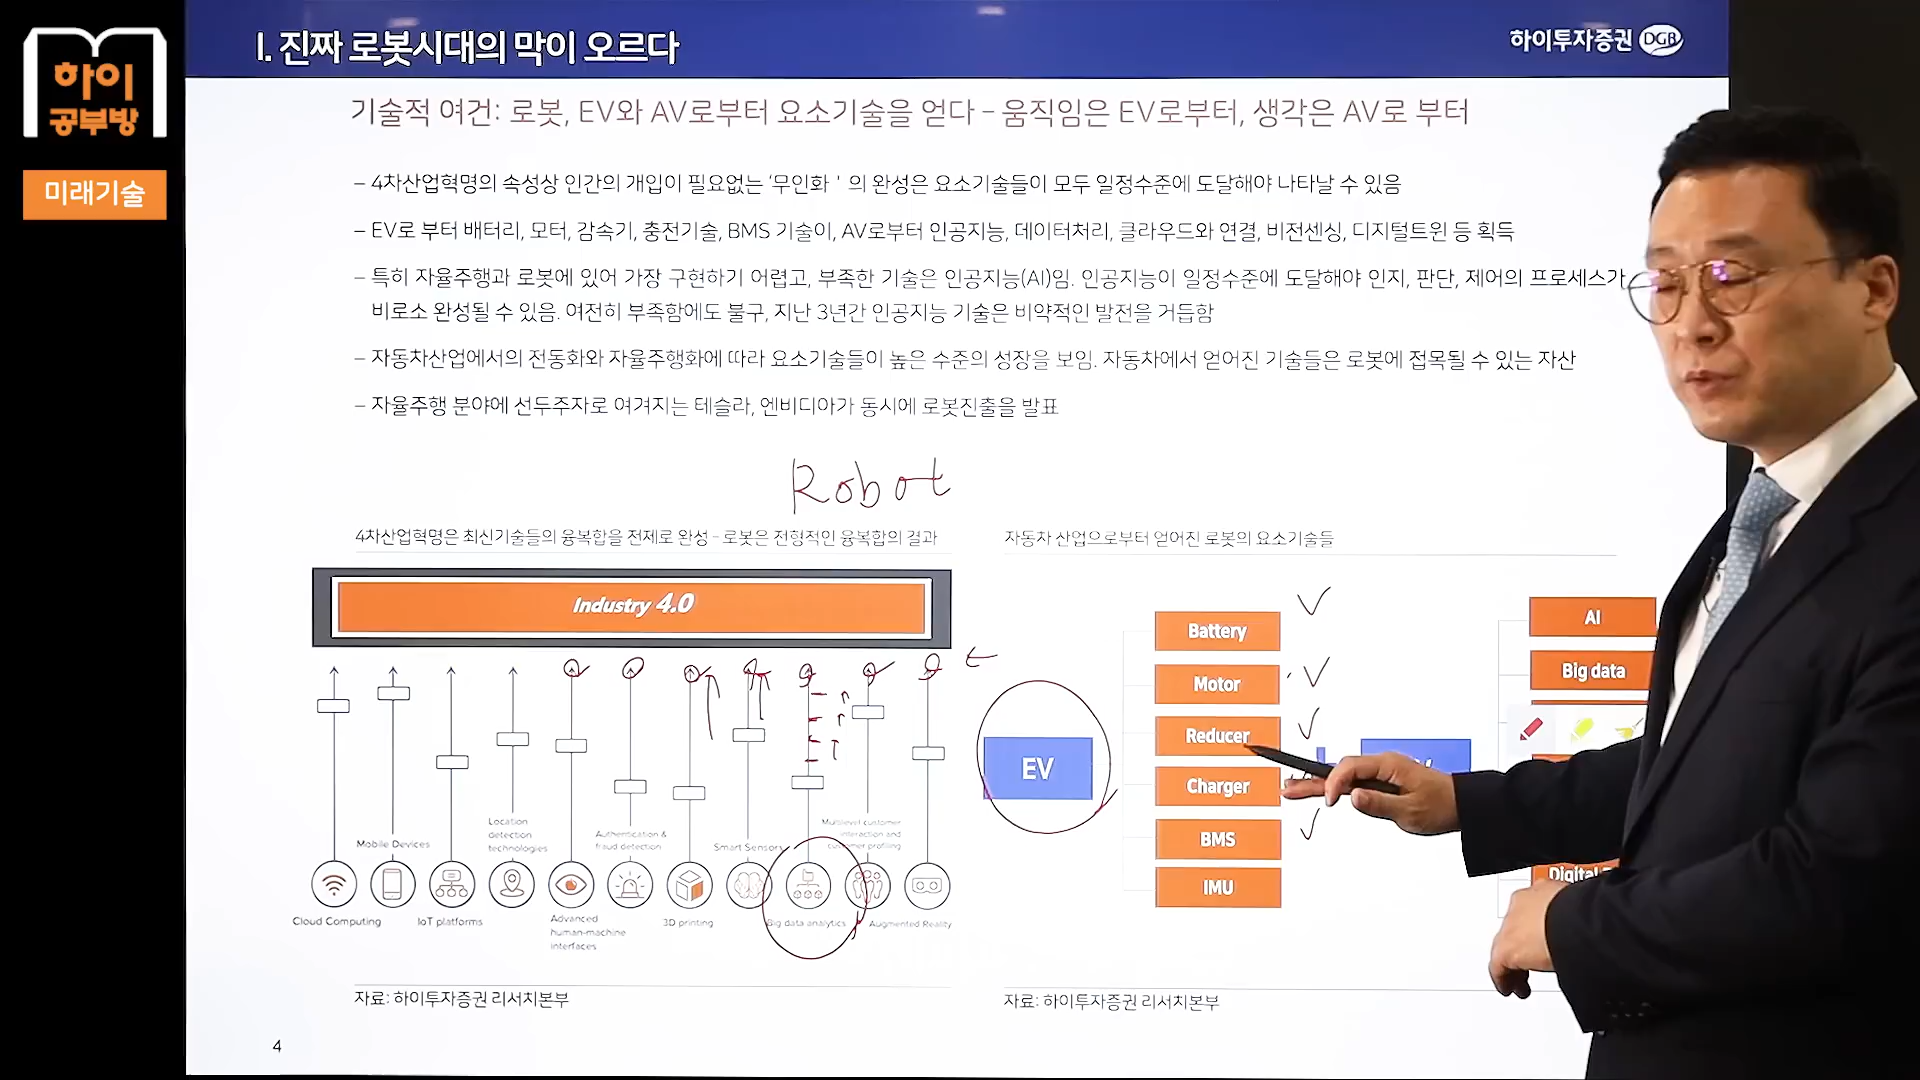 하이
공부방
미래기술
I. 진짜 로봇시대의 막이 오르다
하이투자증권 DGB
기술적 여건: 로봇, EV와 AV로부터 요소기술을 얻다 – 움직임은 EV로부터, 생각은 AV로 부터
– 4차산업혁명의 속성상 인간의 개입이 필요없는 ‘무인화 ' 의 완성은 요소기술들이 모두 일정수준에 도달해야 나타날 수 있음
– EV로 부터 배터리, 모터, 감속기, 충전기술, BMS 기술이, AV로부터 인공지능, 데이터처리, 클라우드와 연결, 비전센싱, 디지털트윈 등 획득
– 특히 자율주행과 로봇에 있어 가장 구현하기 어렵고, 부족한 기술은 인공지능(AI)임. 인공지능이 일정수준에 도달해야 인지, 판단, 제어의 프로세스가
비로소 완성될 수 있음. 여전히 부족함에도 불구, 지난 3년간 인공지능 기술은 비약적인 발전을 거듭함
– 자동차산업에서의 전동화와 자율주행화에 따라 요소기술들이 높은 수준의 성장을 보임. 자동차에서 얻어진 기술들은 로봇에 접목될 수 있는 자산
– 자율주행 분야에 선두주자로 여겨지는 테슬라, 엔비디아가 동시에 로봇진출을 발표
Robot
4차산업혁명은 최신기술들의 융복합을 전제로 완성 – 로봇은 전형적인 융복합의 결과
Industry 4.0
Cloud Computing
Mobile Devices
IoT platforms
Location
detection
technologies
Advanced
human-machine
interfaces
Authentication &
fraud detection
3D printing
Smart Sensors
Big data analytics
Multilevel customer
interaction and
customer profiling
Augmented Reality
자료: 하이투자증권 리서치본부
자동차 산업으로부터 얻어진 로봇의 요소기술들
EV
Battery
Motor
Reducer
Charger
BMS
IMU
AI
Big data
Digital
자료: 하이투자증권 리서치본부
4